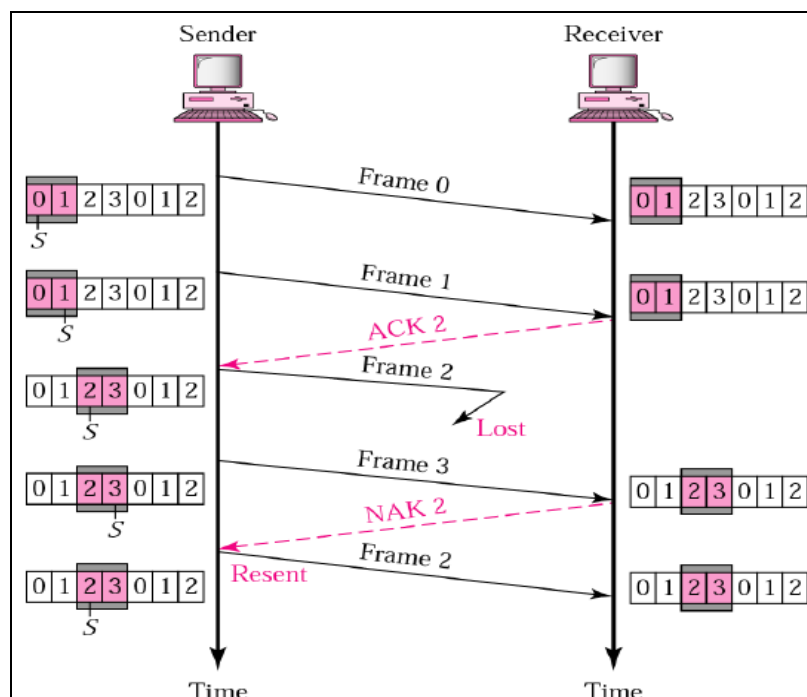 Sender Receiver
Frame 0
0 1 2 3 0 1 2 0 1 2 3 0 1 2
S
Frame 1
0 1 2 3 0 1 2 0 1 2 3 0 1 2
S
ACK 2
Frame 2
0 1 2 3 0 1 2
S
Lost
Frame 3
0 1 2 3 0 1 2 0 1 2 3 0 1 2
S
NAK 2
Frame 2
Resent
0 1 2 3 0 1 2 0 1 2 3 0 1 2
S
Time Time